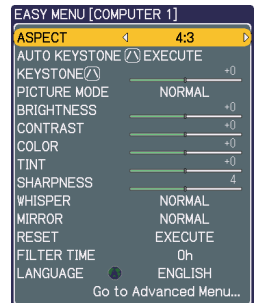 EASY MENU [COMPUTER 1]
ASPECT 4:3
AUTO KEYSTONE EXECUTE
KEYSTONE +0
PICTURE MODE NORMAL
BRIGHTNESS +0
CONTRAST +0
COLOR +0
TINT +0
SHARPNESS 4
WHISPER NORMAL
MIRROR NORMAL
RESET EXECUTE
FILTER TIME 0h
LANGUAGE ENGLISH
Go to Advanced Menu...